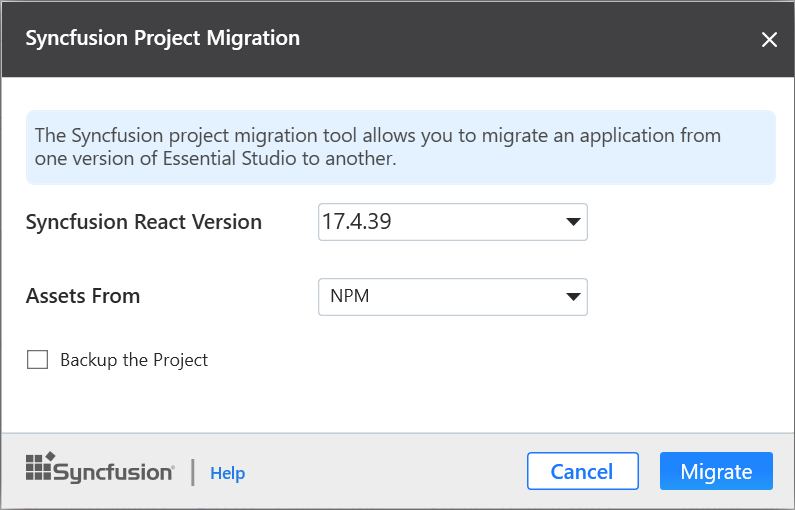 Syncfusion Project Migration
The Syncfusion project migration tool allows you to migrate an application from
one version of Essential Studio to another.
Syncfusion React Version
17.4.39
Assets From
NPM
Backup the Project
Syncfusion
Help
Cancel
Migrate